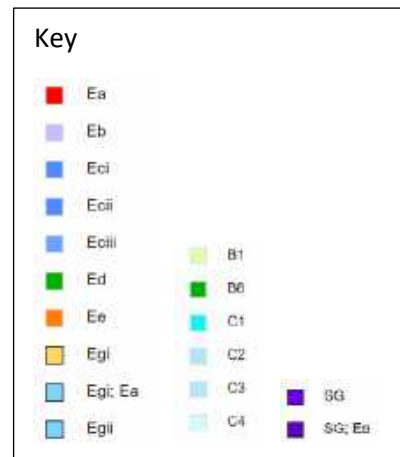 Key
Ea
Eb
Eci
Ecii
Eciii
Ed
Ee
Egi
Egi; Ea
Egii
B1
B8
C1
C2
C3
C4
SG
SG; Ea